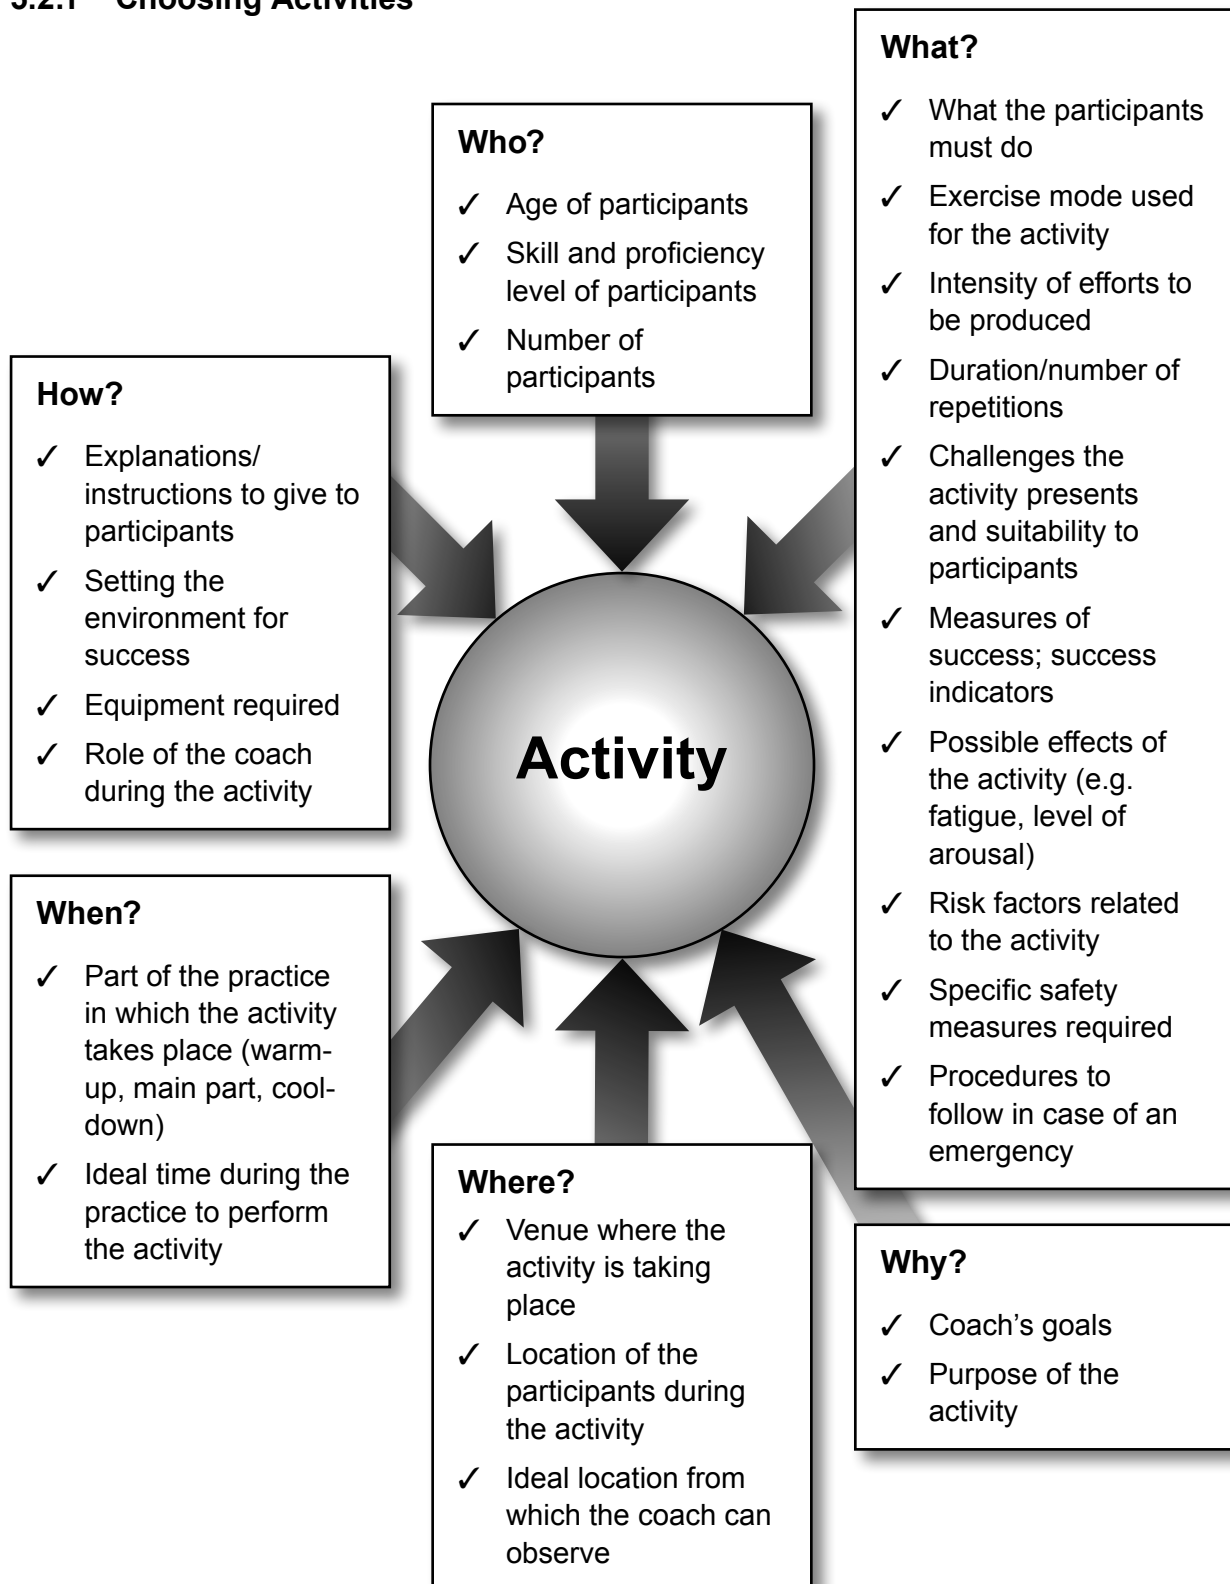 5.2.1 Choosing Activities
Who?
✓ Age of participants
✓ Skill and proficiency
level of participants
✓ Number of
participants
What?
✓ What the participants
must do
✓ Exercise mode used
for the activity
✓ Intensity of efforts to
be produced
✓ Duration/number of
repetitions
✓ Challenges the
activity presents
and suitability to
participants
✓ Measures of
success; success
indicators
✓ Possible effects of
the activity (e.g.
fatigue, level of
arousal)
✓ Risk factors related
to the activity
✓ Specific safety
measures required
✓ Procedures to
follow in case of an
emergency
How?
✓ Explanations/
instructions to give to
participants
✓ Setting the
environment for
success
✓ Equipment required
✓ Role of the coach
during the activity
Activity
When?
✓ Part of the practice
in which the activity
takes place (warm-
up, main part, cool-
down)
✓ Ideal time during the
practice to perform
the activity
Where?
✓ Venue where the
activity is taking
place
✓ Location of the
participants during
the activity
✓ Ideal location from
which the coach can
observe
Why?
✓ Coach's goals
✓ Purpose of the
activity